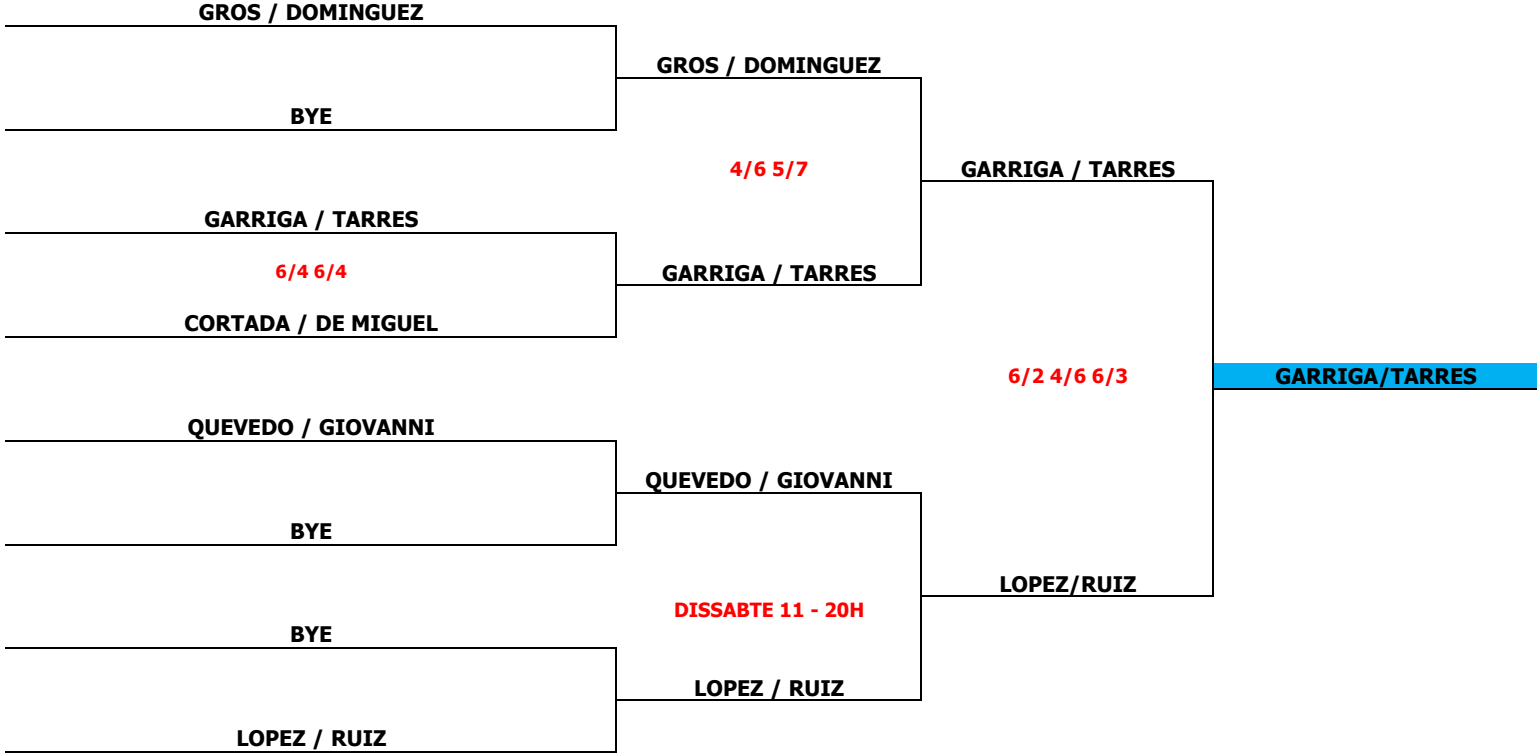 GROS / DOMINGUEZ
GROS / DOMINGUEZ
BYE
4/6 5/7
GARRIGA / TARRES
GARRIGA / TARRES
6/4 6/4
GARRIGA / TARRES
CORTADA / DE MIGUEL
6/2 4/6 6/3
GARRIGA/TARRES
QUEVEDO / GIOVANNI
QUEVEDO / GIOVANNI
BYE
LOPEZ/RUIZ
DISSABTE 11 - 20H
BYE
LOPEZ / RUIZ
LOPEZ / RUIZ